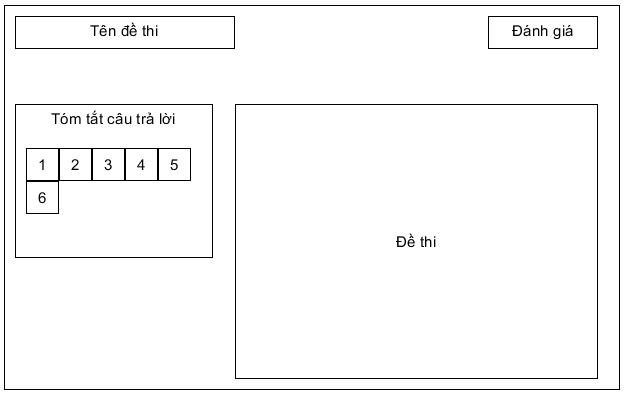 Tên đề thi
Đánh giá
Tóm tắt câu trả lời
1 2 3 4 5
6
Đề thi